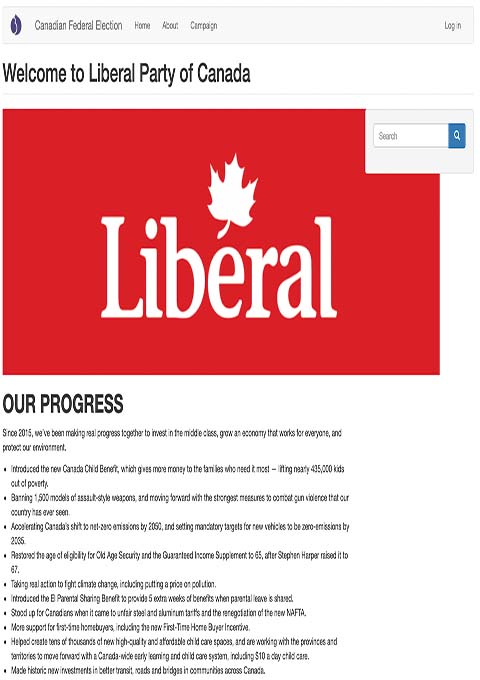 Canadian Federal Election Home About Campaign Log in
Welcome to Liberal Party of Canada
Search
Liberal
OUR PROGRESS
Since 2015, we've been making real progress together to invest in the middle class, grow an economy that works for everyone, and
protect our environment.
Introduced the new Canada Child Benefit, which gives more money to the families who need it most – lifting nearly 435,000 kids
out of poverty.
Banning 1,500 models of assault-style weapons, and moving forward with the strongest measures to combat gun violence that our
country has ever seen.
Accelerating Canada's shift to net-zero emissions by 2050, and setting mandatory targets for new vehicles to be zero-emissions by
2035.
Restored the age of eligibility for Old Age Security and the Guaranteed Income Supplement to 65, after Stephen Harper raised it to
67.
Taking real action to fight climate change, including putting a price on pollution.
Introduced the EI Parental Sharing Benefit to provide 5 extra weeks of benefits when parental leave is shared.
Stood up for Canadians when it came to unfair steel and aluminum tariffs and the renegotiation of the new NAFTA.
More support for first-time homebuyers, including the new First-Time Home Buyer Incentive.
Helped create tens of thousands of new high-quality and affordable child care spaces, and are working with the provinces and
territories to move forward with a Canada-wide early learning and child care system, including $10 a day child care.
Made historic new investments in better transit, roads and bridges in communities across Canada.